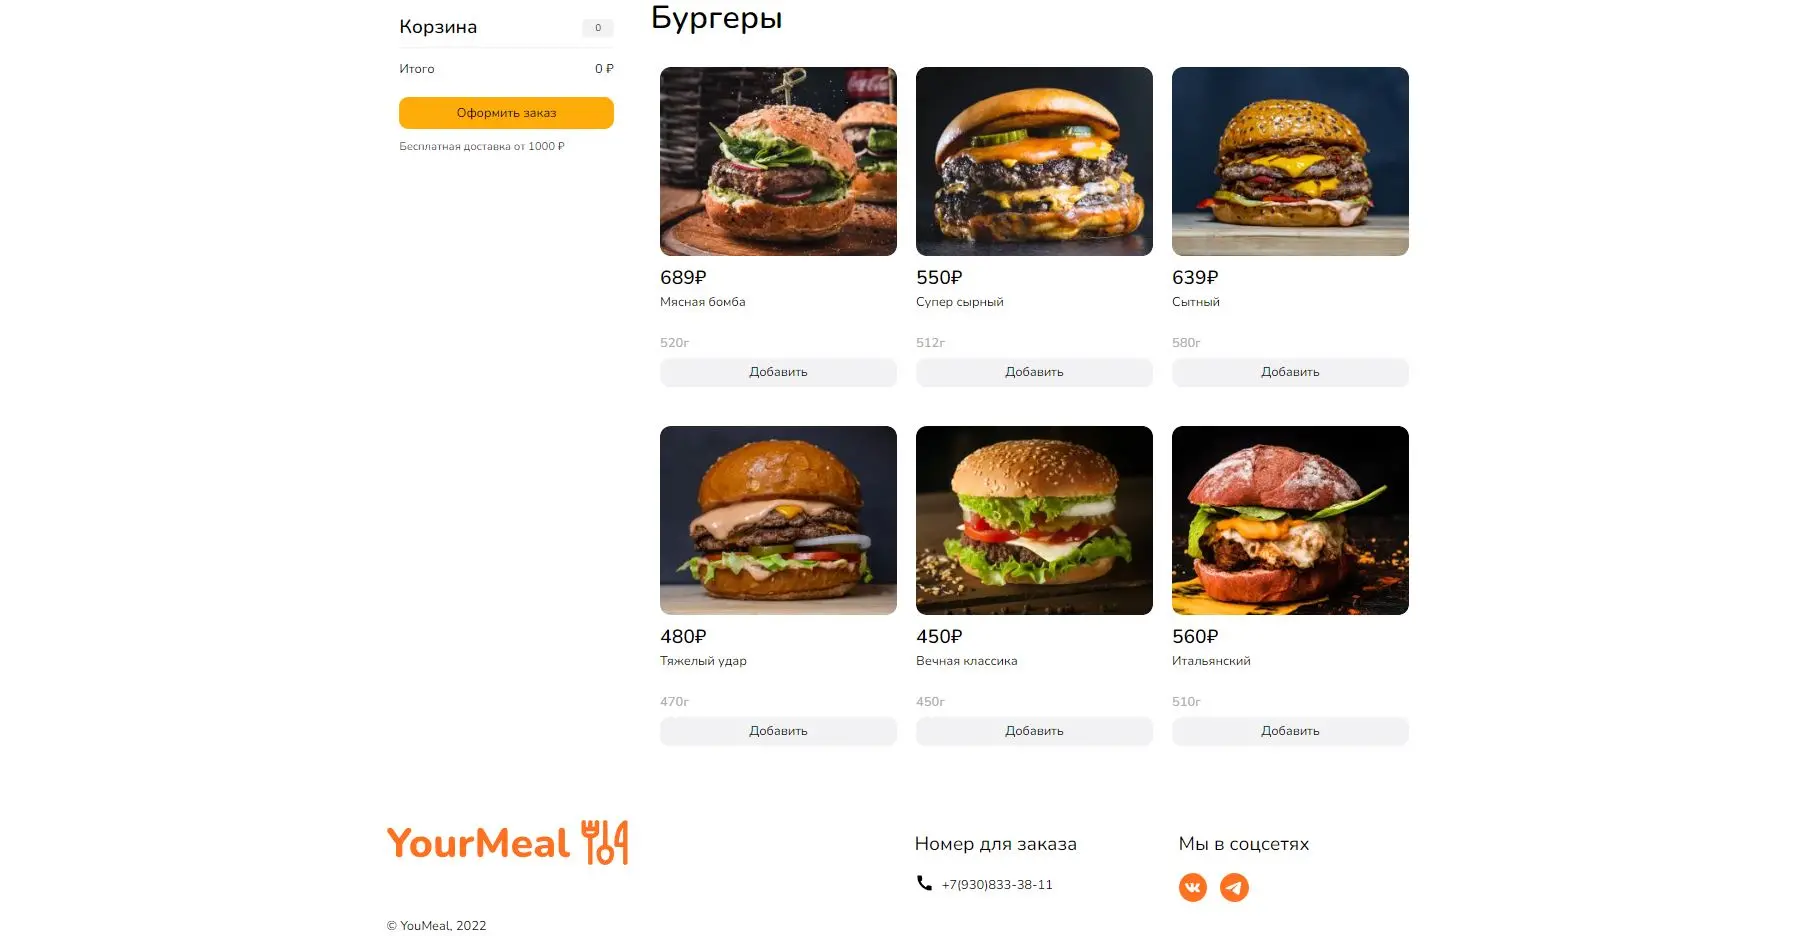 Корзина
0
Итого
0 ₽
Оформить заказ
Бесплатная доставка от 1000 ₽
Бургеры
689₽
Мясная бомба
520г
Добавить
550₽
Супер сырный
512г
Добавить
639₽
Сытный
580г
Добавить
480₽
Тяжелый удар
470г
Добавить
450₽
Вечная классика
450г
Добавить
560₽
Итальянский
510г
Добавить
YourMeal
Номер для заказа
+7(930)833-38-11
Мы в соцсетях
© YouMeal, 2022